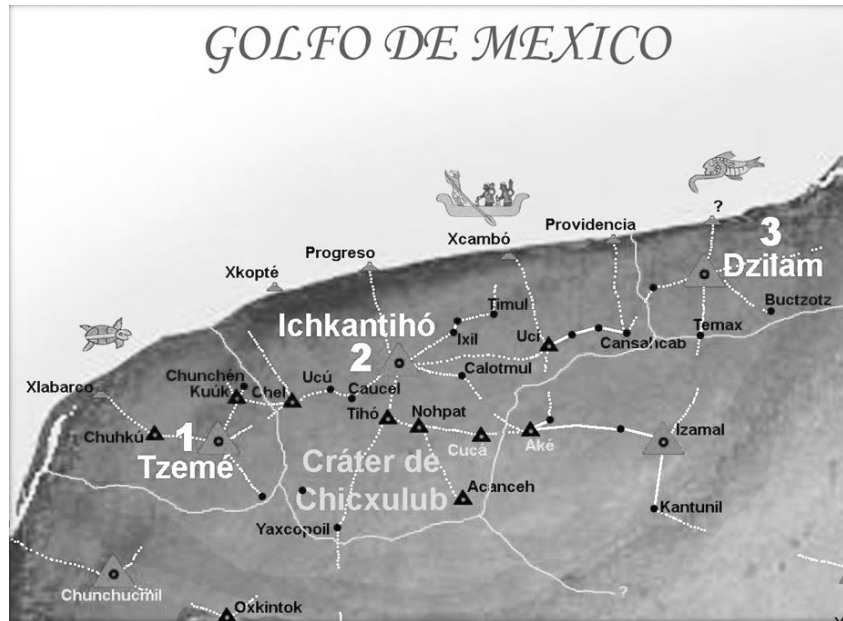 GOLFO DE MEXICO
?
Providencia
Xcambó
3
Dzilam
Progreso
Xkopté
Buctzotz
Timul
Ichkantihó
Ixil
Uci
Temax
Cansahcab
2
Chunchén
Ucú
Calotmul
Xlabarco
Kuúk
Chel
Caucel
Tihó
Nohpat
Chuhkú
1
Cucá
Aké
Izamal
Tzemé
Cráter de
Chicxulub
Acanceh
Kantunil
Yaxcopoil
Chunchucmil
?
Oxkintok